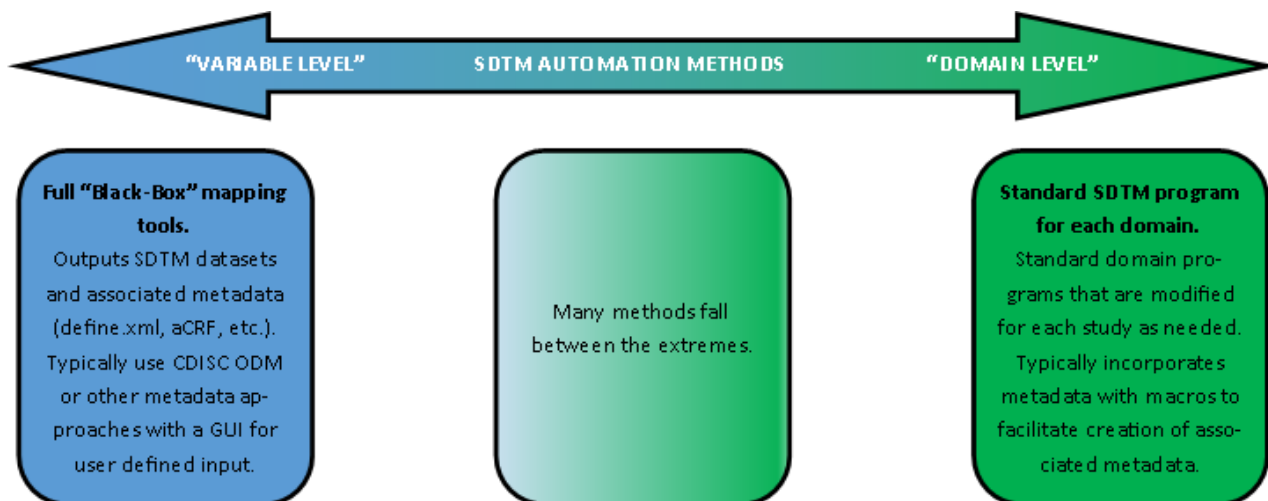 “VARIABLE LEVEL” SDTM AUTOMATION METHODS “DOMAIN LEVEL”
Full “Black-Box” mapping
tools.
Outputs SDTM datasets
and associated metadata
(define.xml, aCRF, etc.).
Typically use CDISC ODM
or other metadata ap-
proaches with a GUI for
user defined input.
Many methods fall
between the extremes.
Standard SDTM program
for each domain.
Standard domain pro-
grams that are modified
for each study as needed.
Typically incorporates
metadata with macros to
facilitate creation of asso-
ciated metadata.